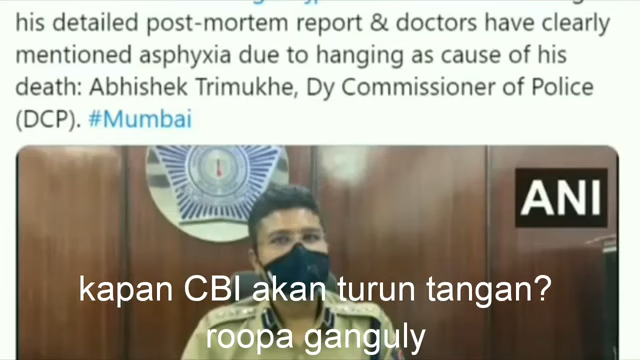 his detailed post-mortem report & doctors have clearly
mentioned asphyxia due to hanging as cause of his
death: Abhishek Trimukhe, Dy Commissioner of Police
(DCP). #Mumbai
ANI
kapan CBI akan turun tangan?
roopa ganguly